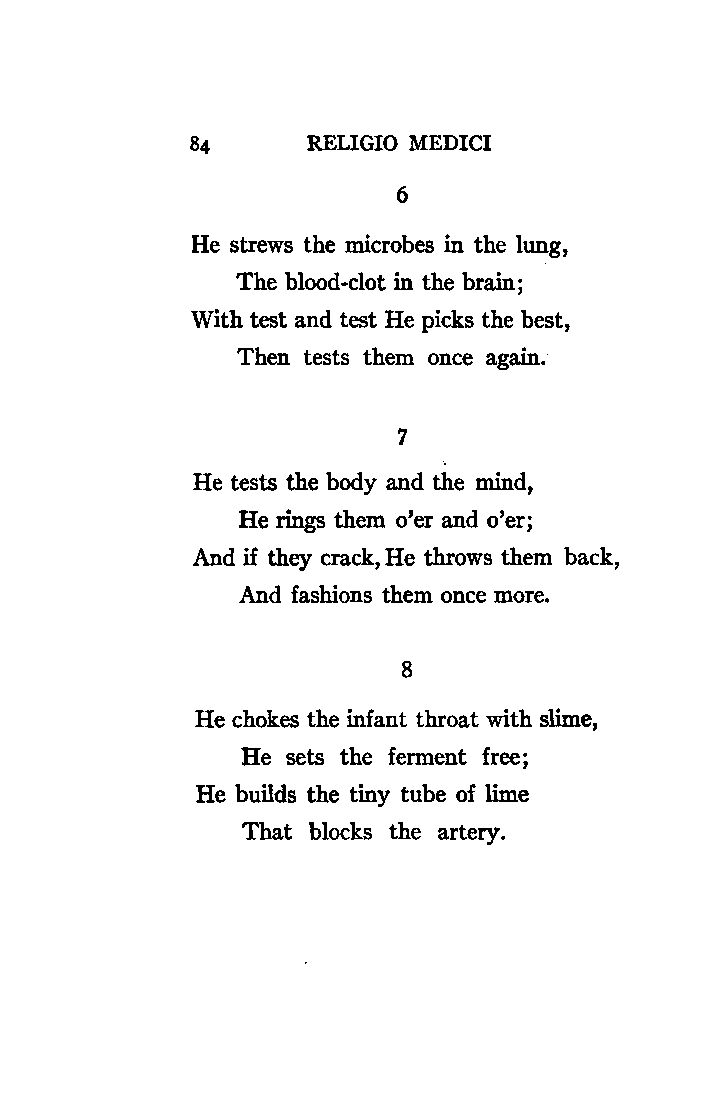 84 RELIGIO MEDICI
6
He strews the microbes in the lung,
The blood-clot in the brain;
With test and test He picks the best,
Then tests them once again.
7
He tests the body and the mind,
He rings them o'er and o'er;
And if they crack, He throws them back,
And fashions them once more.
8
He chokes the infant throat with slime,
He sets the ferment free;
He builds the tiny tube of lime
That blocks the artery.